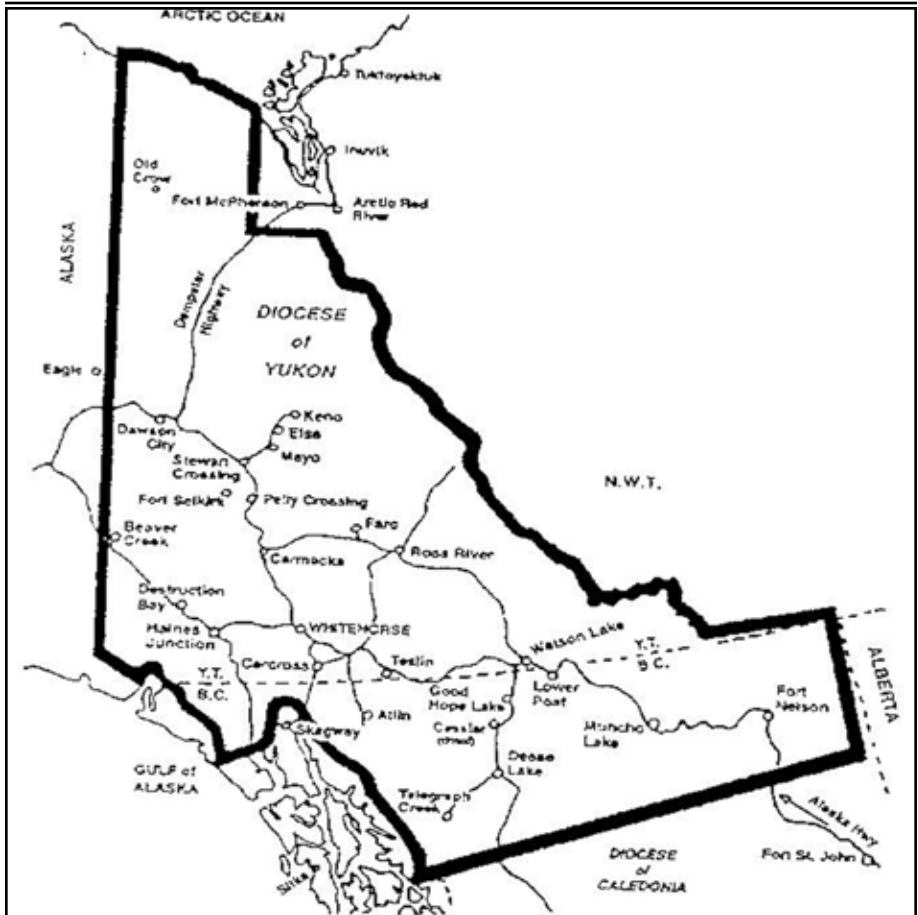 ARCTIC OCEAN
Tuktoyaktuk
Inuvik
Old
Crow
Fort McPherson
Arctic Red
River
ALASKA
Dempster
Highway
DIOCESE
of
YUKON
Eagle
Keno
Elsa
Mayo
Dawson
City
Stewart
Crossing
N.W.T.
Fort Selkirk
Pelly Crossing
Faro
Beaver
Creek
Carmacks
Ross River
Destruction
Bay
Haines
Junction
WHITEHORSE
Watson Lake
Y.T.
B.C.
Carcross
Teslin
Y.T.
B.C.
Lower
Post
Good
Hope Lake
ALBERTA
Fort
Nelson
Atlin
Cassiar
(closed)
Muncho
Lake
Skagway
Dease
Lake
GULF of
ALASKA
Telegraph
Creek
Alaska Hwy
Sitka
DIOCESE
of
CALEDONIA
Fort St. John